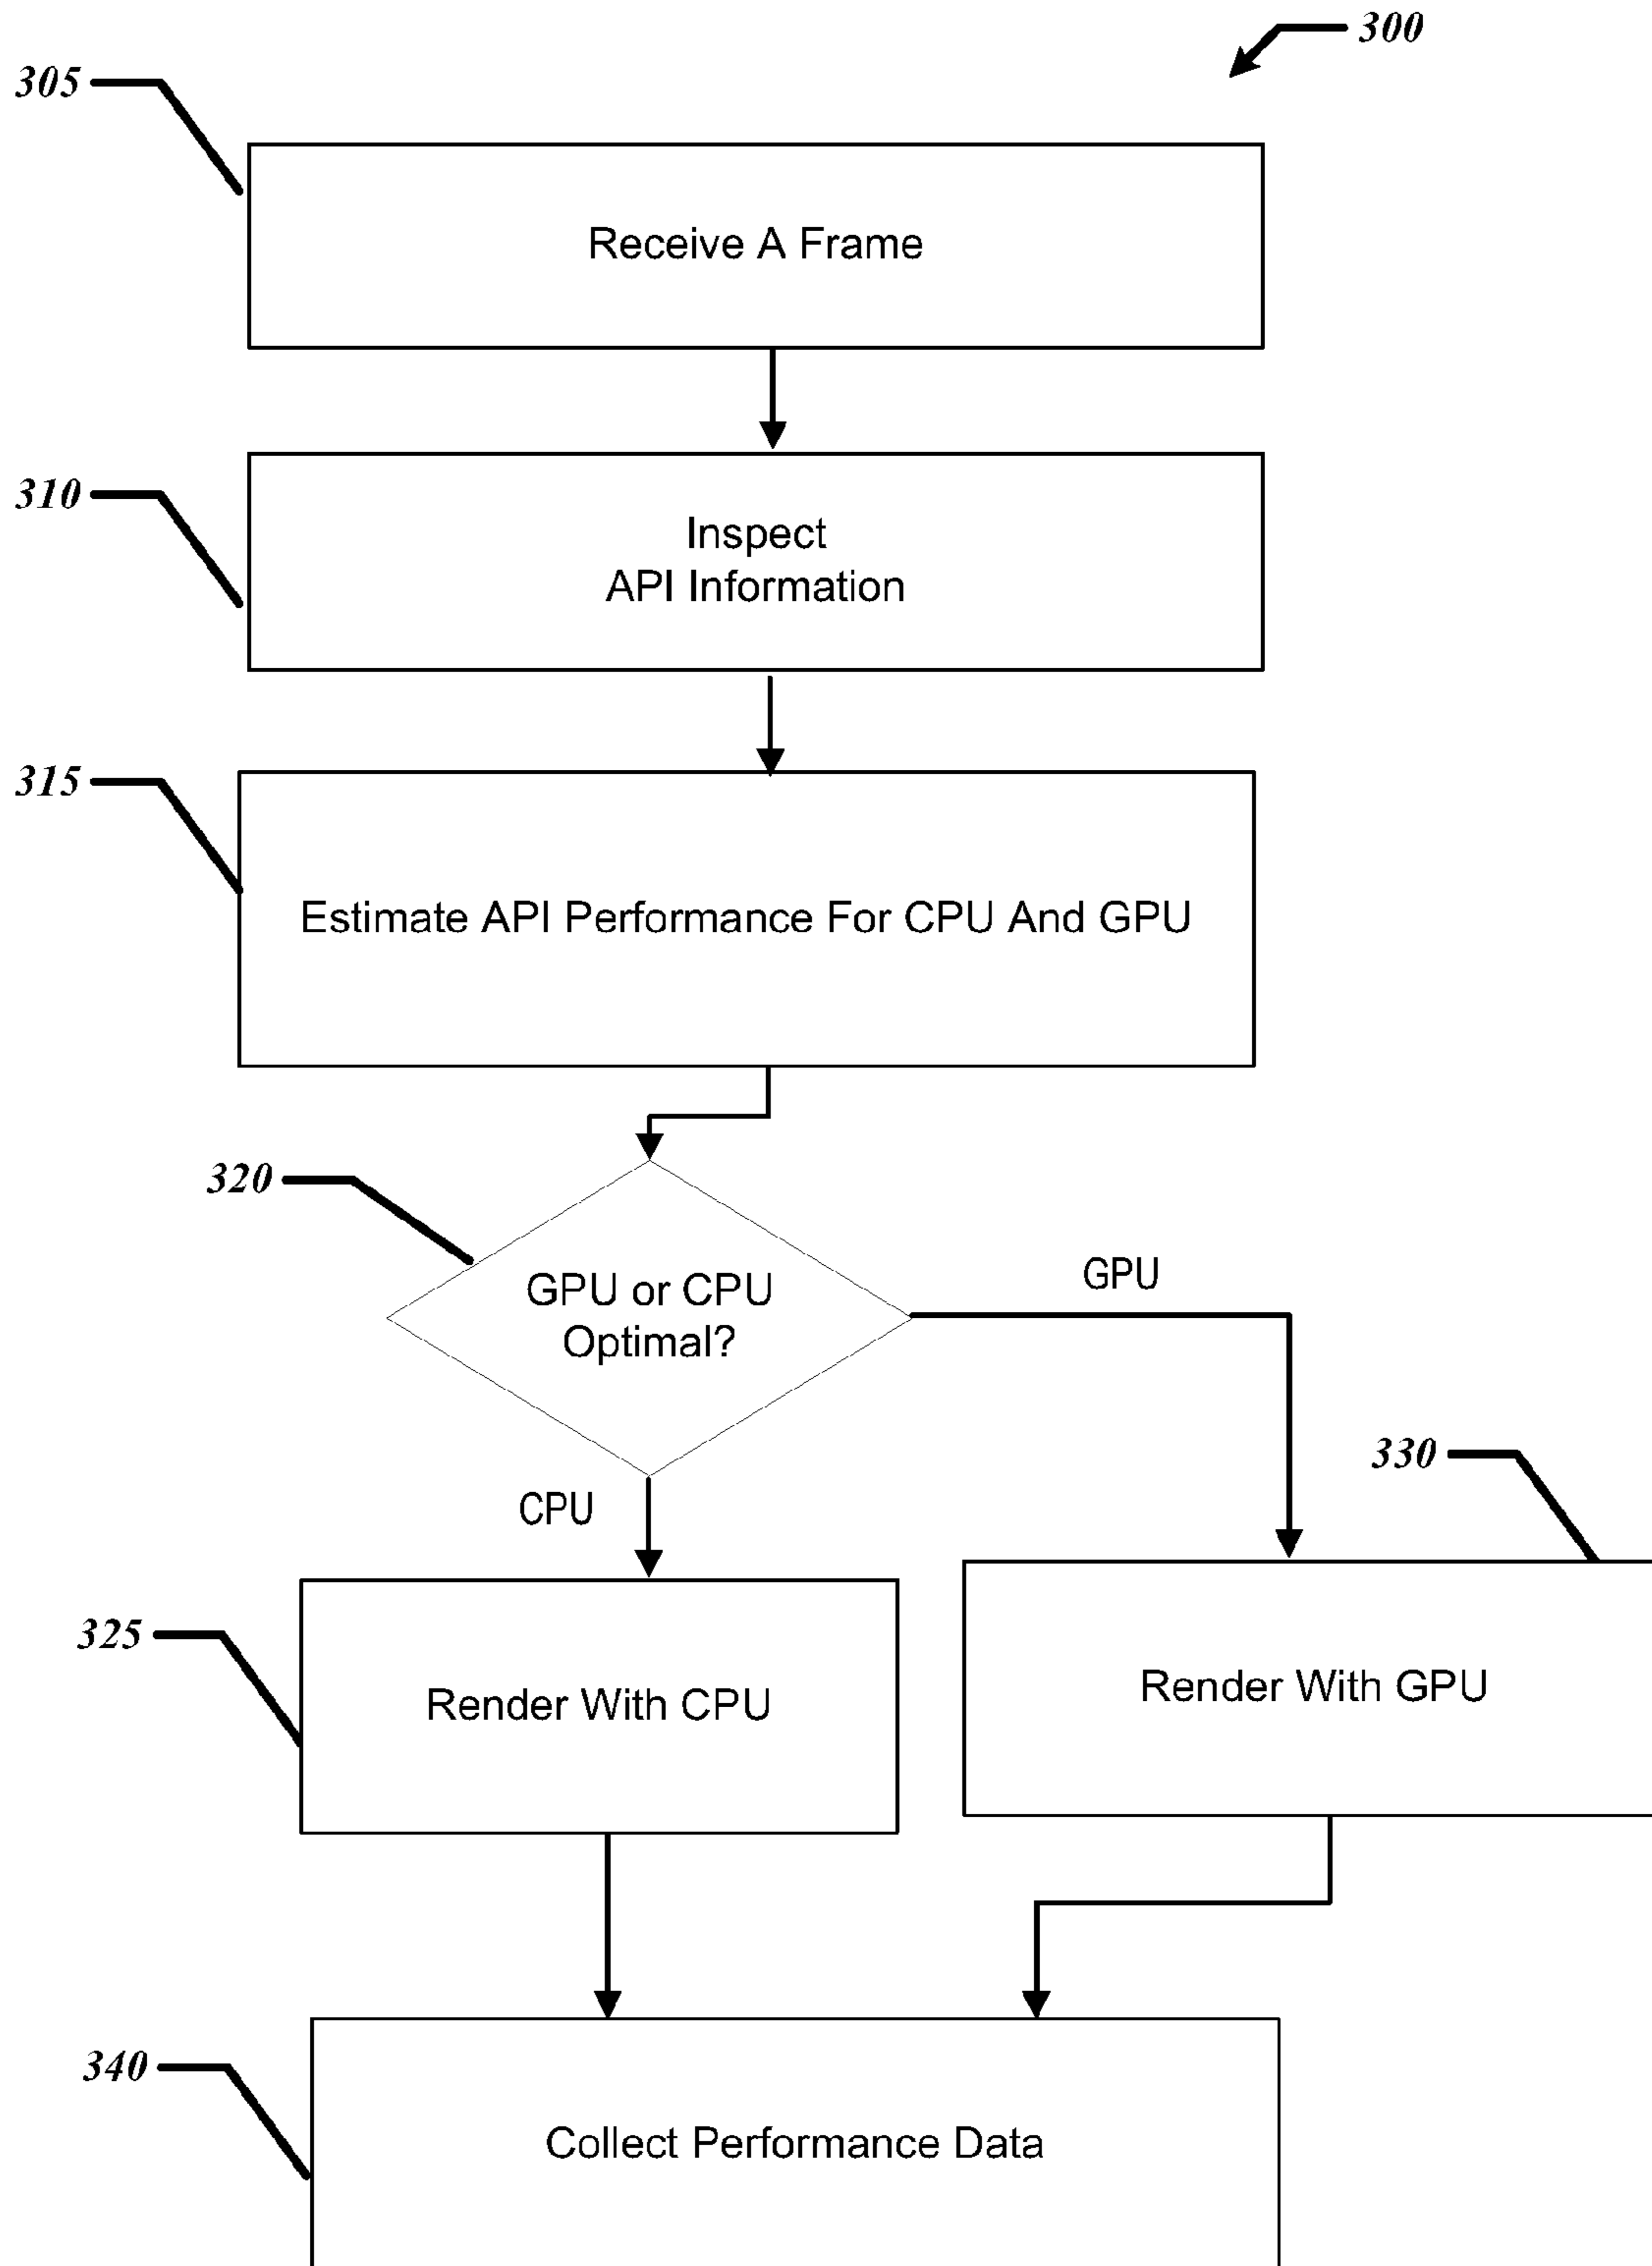 300
305
Receive A Frame
310
Inspect
API Information
315
Estimate API Performance For CPU And GPU
320
GPU or CPU
Optimal?
GPU
CPU
330
325
Render With CPU
Render With GPU
340
Collect Performance Data